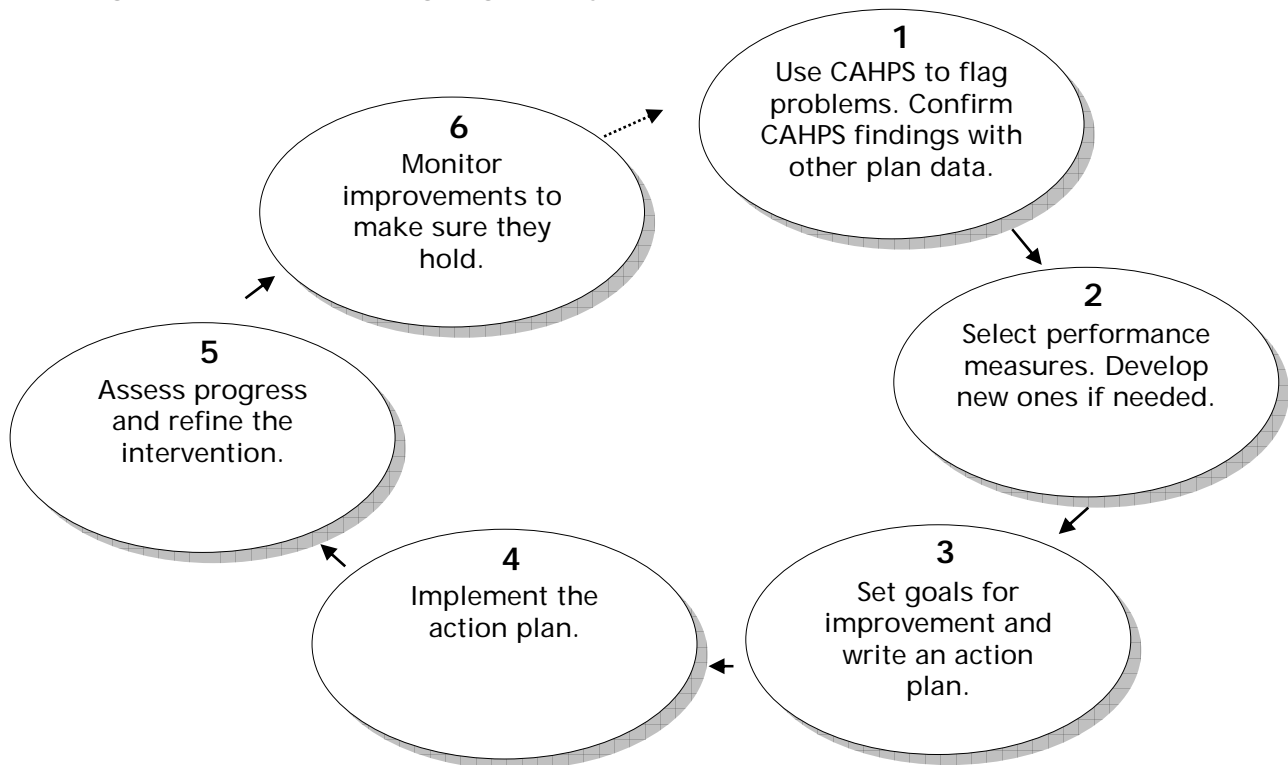 1
Use CAHPS to flag
problems. Confirm
CAHPS findings with
other plan data.
2
Select performance
measures. Develop
new ones if needed.
3
Set goals for
improvement and
write an action
plan.
4
Implement the
action plan.
5
Assess progress
and refine the
intervention.
6
Monitor
improvements to
make sure they
hold.